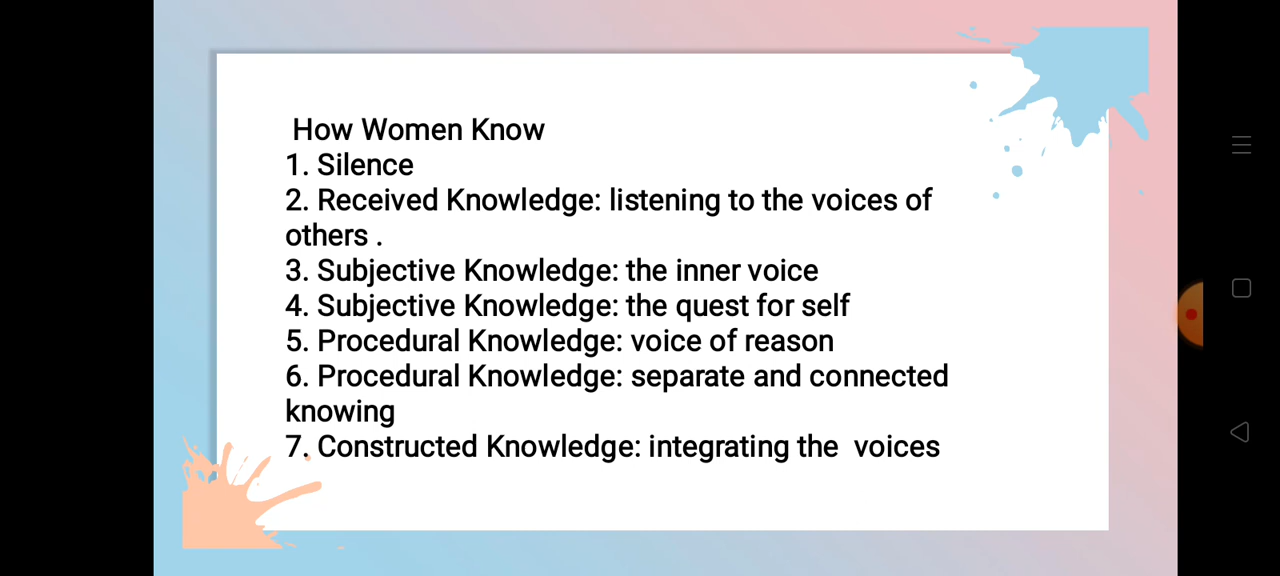 How Women Know
1. Silence
2. Received Knowledge: listening to the voices of
others .
3. Subjective Knowledge: the inner voice
4. Subjective Knowledge: the quest for self
5. Procedural Knowledge: voice of reason
6. Procedural Knowledge: separate and connected
knowing
7. Constructed Knowledge: integrating the  voices